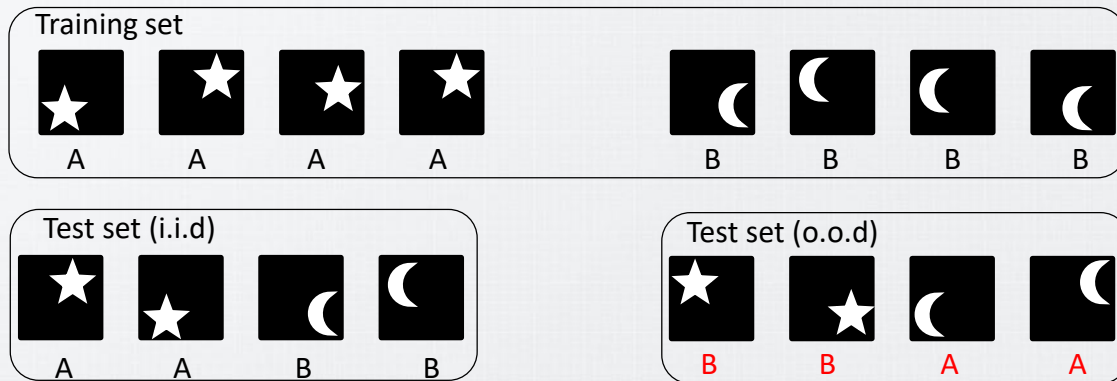 Training set
A A A A B B B B
Test set (i.i.d)
A A B B
Test set (o.o.d)
B B A A